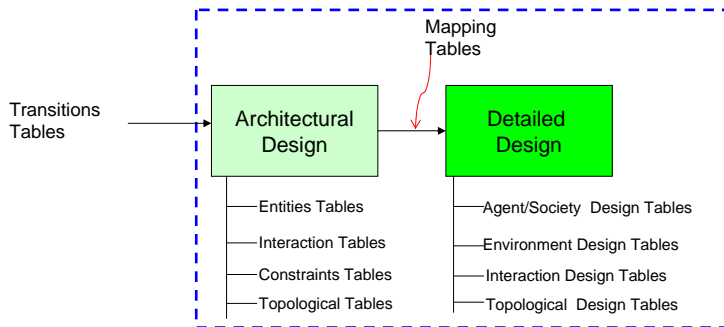 Mapping
Tables
Transitions
Tables
Architectural
Design
Detailed
Design
Entities Tables
Interaction Tables
Constraints Tables
Topological Tables
Agent/Society Design Tables
Environment Design Tables
Interaction Design Tables
Topological Design Tables